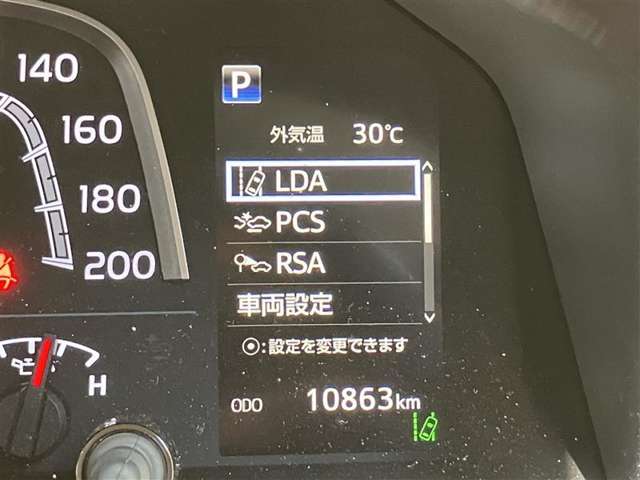 140
160
180
200
H
P
外気温 30℃
LDA
PCS
RSA
車両設定
⦿:設定を変更できます
ODO 10863km